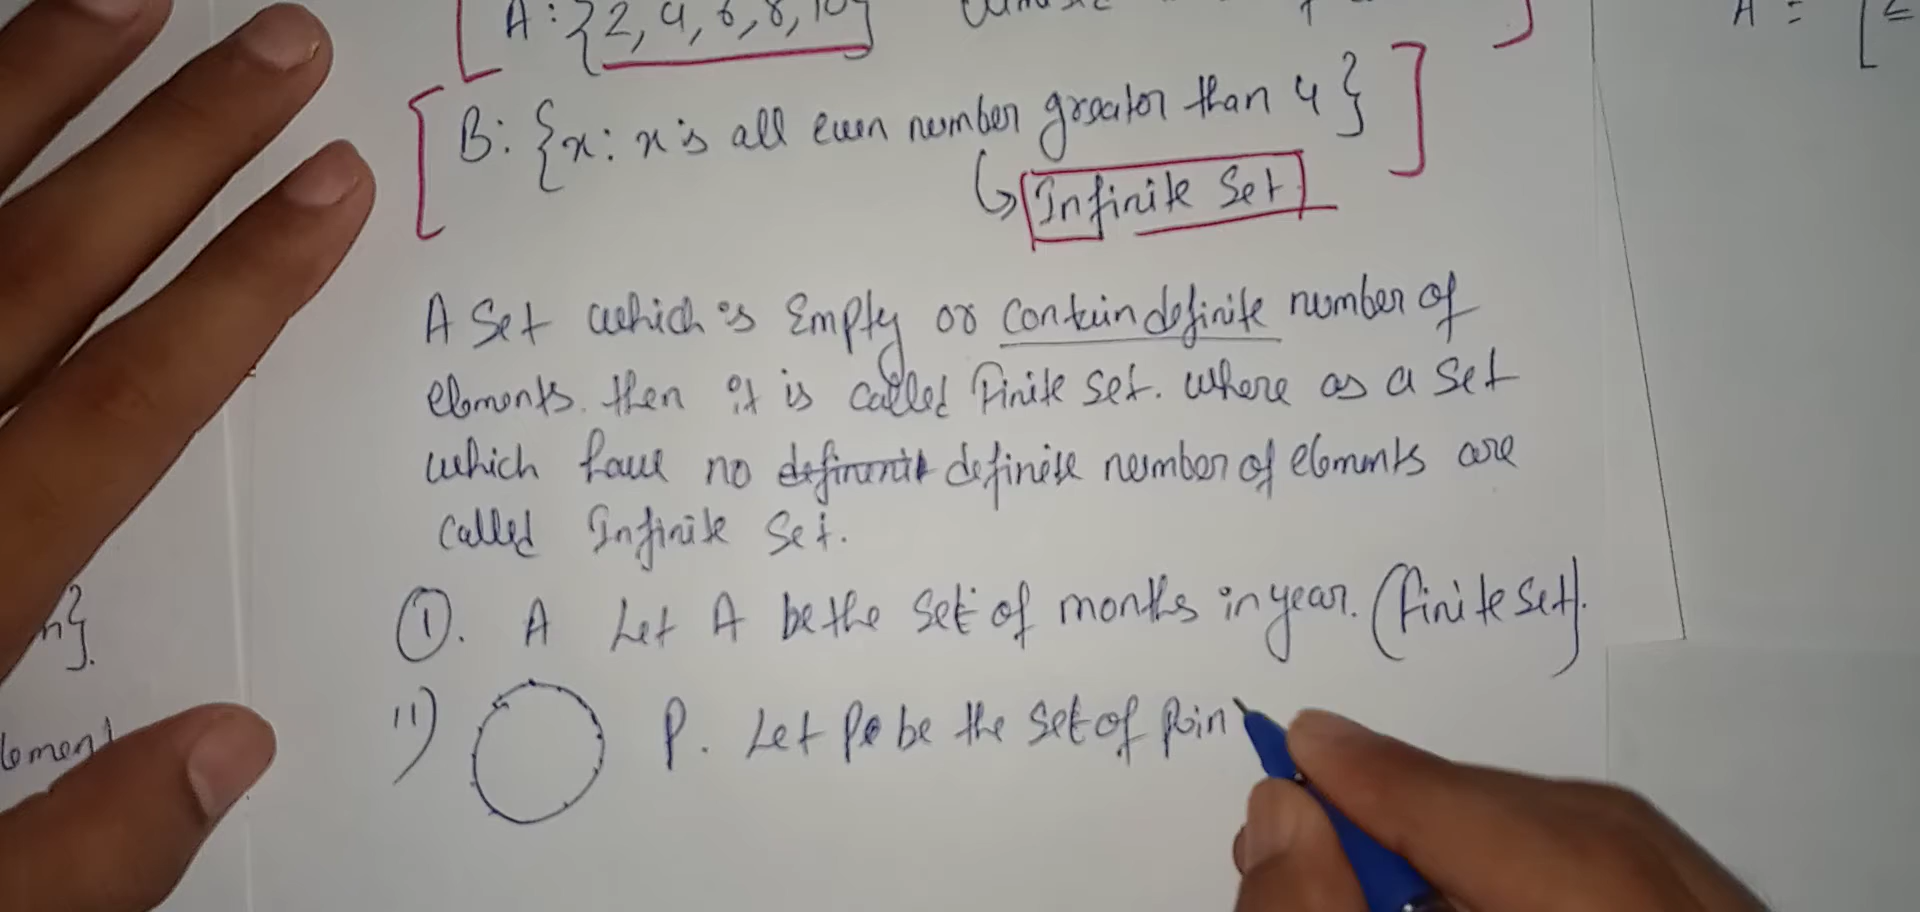 A: {2, 4, 6, 8, 10}
A = [
B: {x: x is all even number greater than 4}
Infinite Set
A Set which is Empty or contain definite number of
elements. then it is called Finite set. where as a Set
which have no definite number of elements are
called Infinite Set.
①. A Let A be the Set of months in year. (finite set).
n}.
ii) P. Let P be the set of Poin
lement